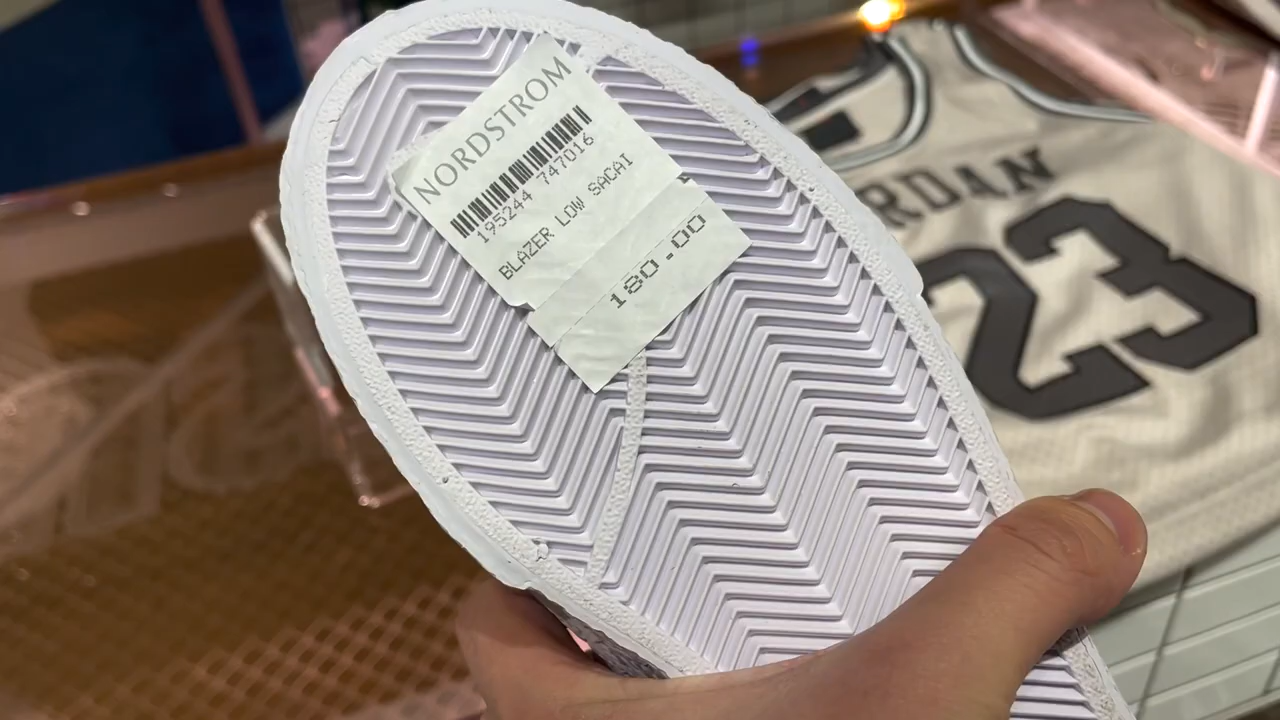 NORDSTROM
195244 747016
BLAZER LOW SACAI
180.00
RDAN
23